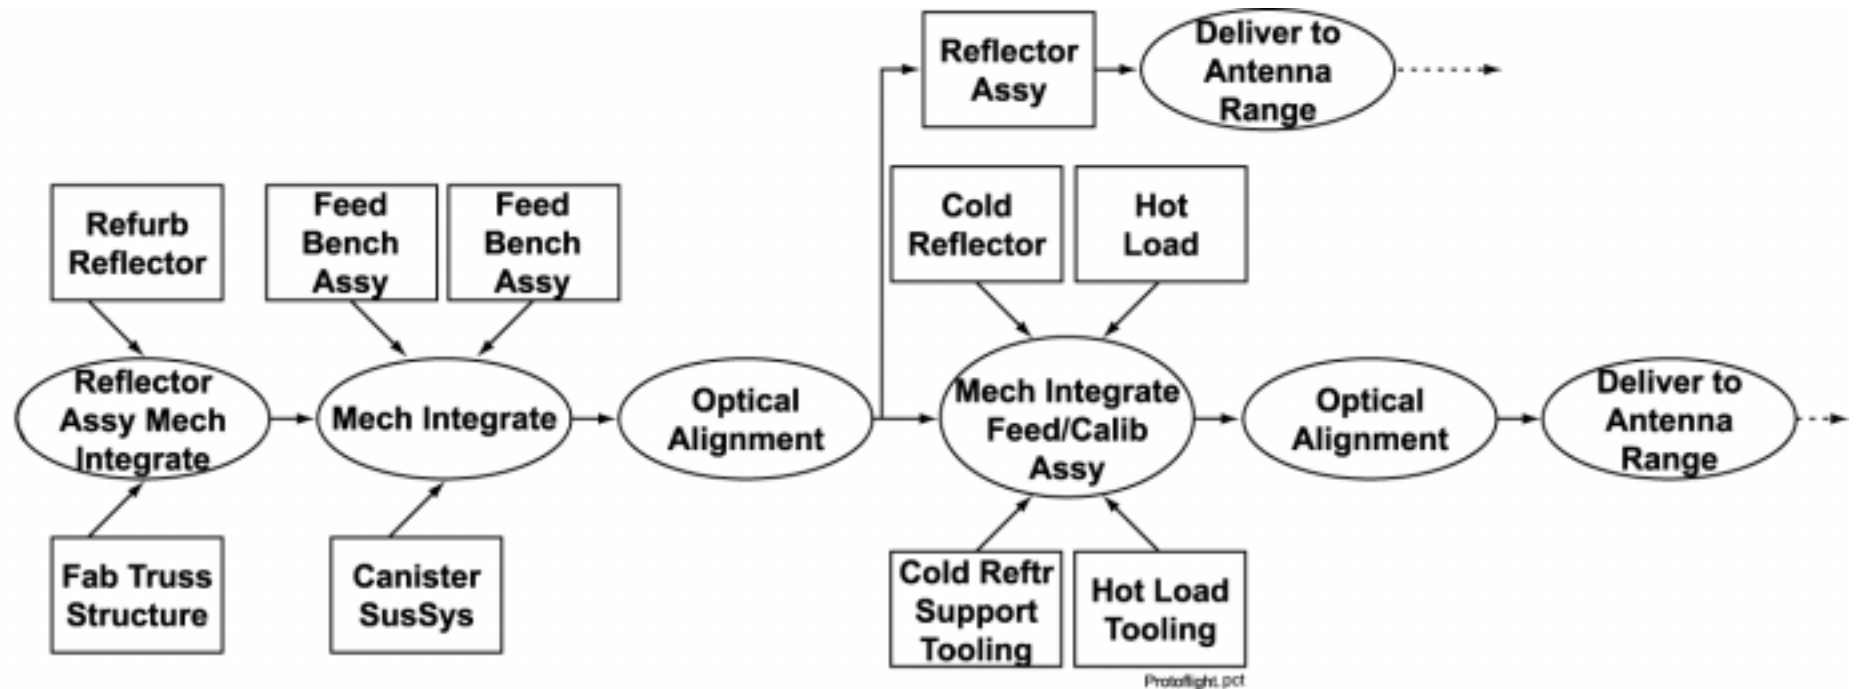 Reflector
Assy
Deliver to
Antenna
Range
Refurb
Reflector
Feed
Bench
Assy
Feed
Bench
Assy
Cold
Reflector
Hot
Load
Reflector
Assy Mech
Integrate
Mech Integrate
Optical
Alignment
Mech Integrate
Feed/Calib
Assy
Optical
Alignment
Deliver to
Antenna
Range
Fab Truss
Structure
Canister
SusSys
Cold Reftr
Support
Tooling
Hot Load
Tooling
Protoflight.pct